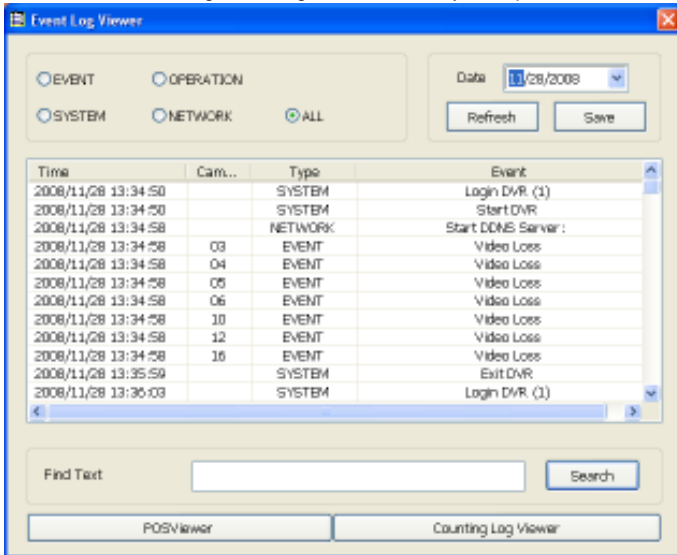 Event Log Viewer
EVENT OPERATION
SYSTEM NETWORK ALL
Date 11/28/2008
Refresh Save
Time Cam... Type Event
2008/11/28 13:34:50 SYSTEM Login DVR (1)
2008/11/28 13:34:50 SYSTEM Start DVR
2008/11/28 13:34:58 NETWORK Start DDNS Server:
2008/11/28 13:34:58 03 EVENT Video Loss
2008/11/28 13:34:58 04 EVENT Video Loss
2008/11/28 13:34:58 05 EVENT Video Loss
2008/11/28 13:34:58 06 EVENT Video Loss
2008/11/28 13:34:58 10 EVENT Video Loss
2008/11/28 13:34:58 12 EVENT Video Loss
2008/11/28 13:34:58 16 EVENT Video Loss
2008/11/28 13:35:59 SYSTEM Exit DVR
2008/11/28 13:36:03 SYSTEM Login DVR (1)
Find Text Search
POSViewer Counting Log Viewer